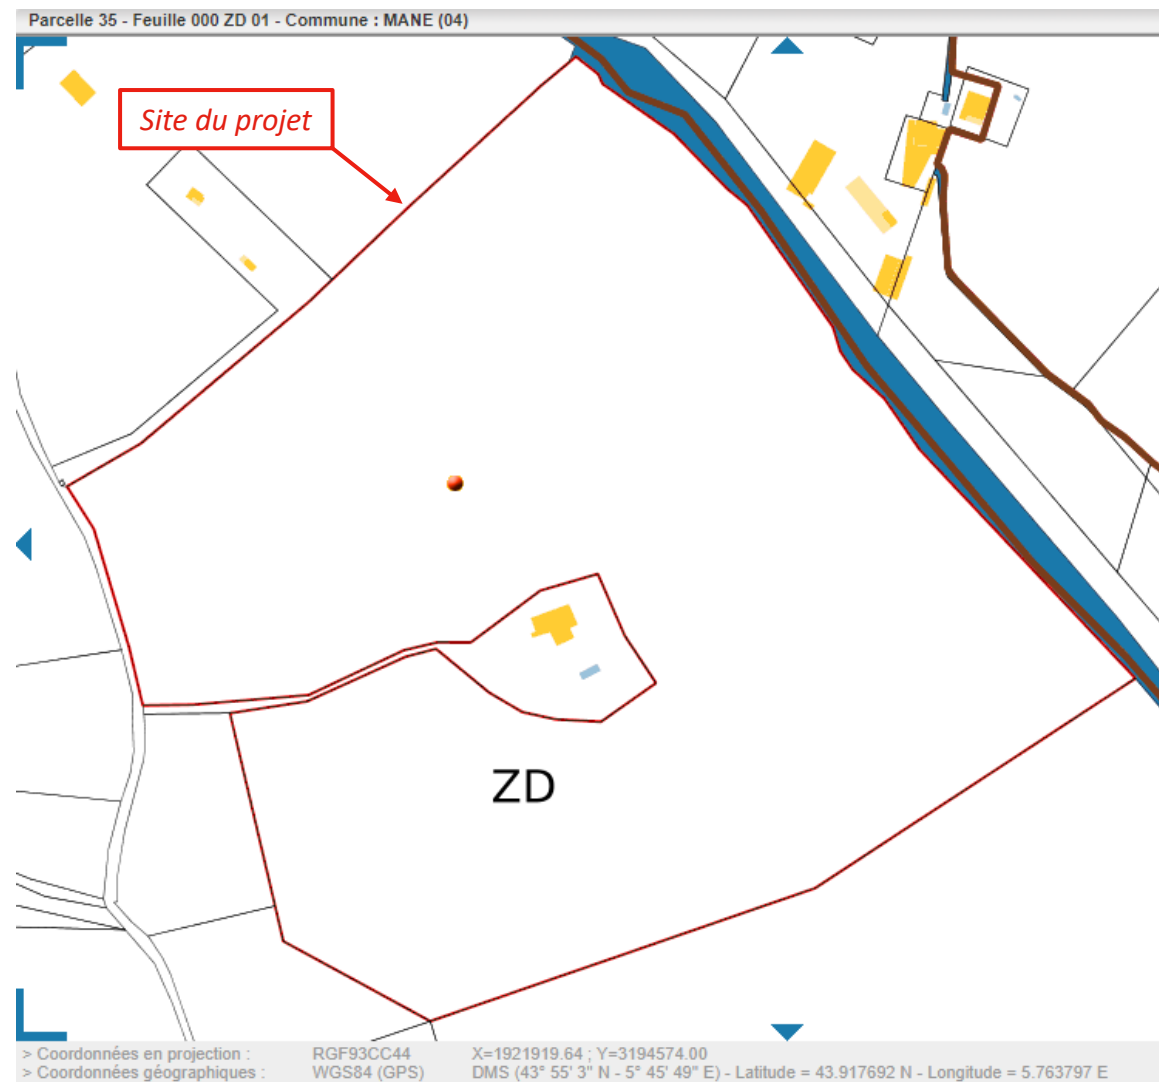 Parcelle 35 - Feuille 000 ZD 01 - Commune : MANE (04)
Site du projet
ZD
> Coordonnées en projection : RGF93CC44 X=1921919.64 ; Y=3194574.00
> Coordonnées géographiques : WGS84 (GPS) DMS (43° 55' 3" N - 5° 45' 49" E) - Latitude = 43.917692 N - Longitude = 5.763797 E